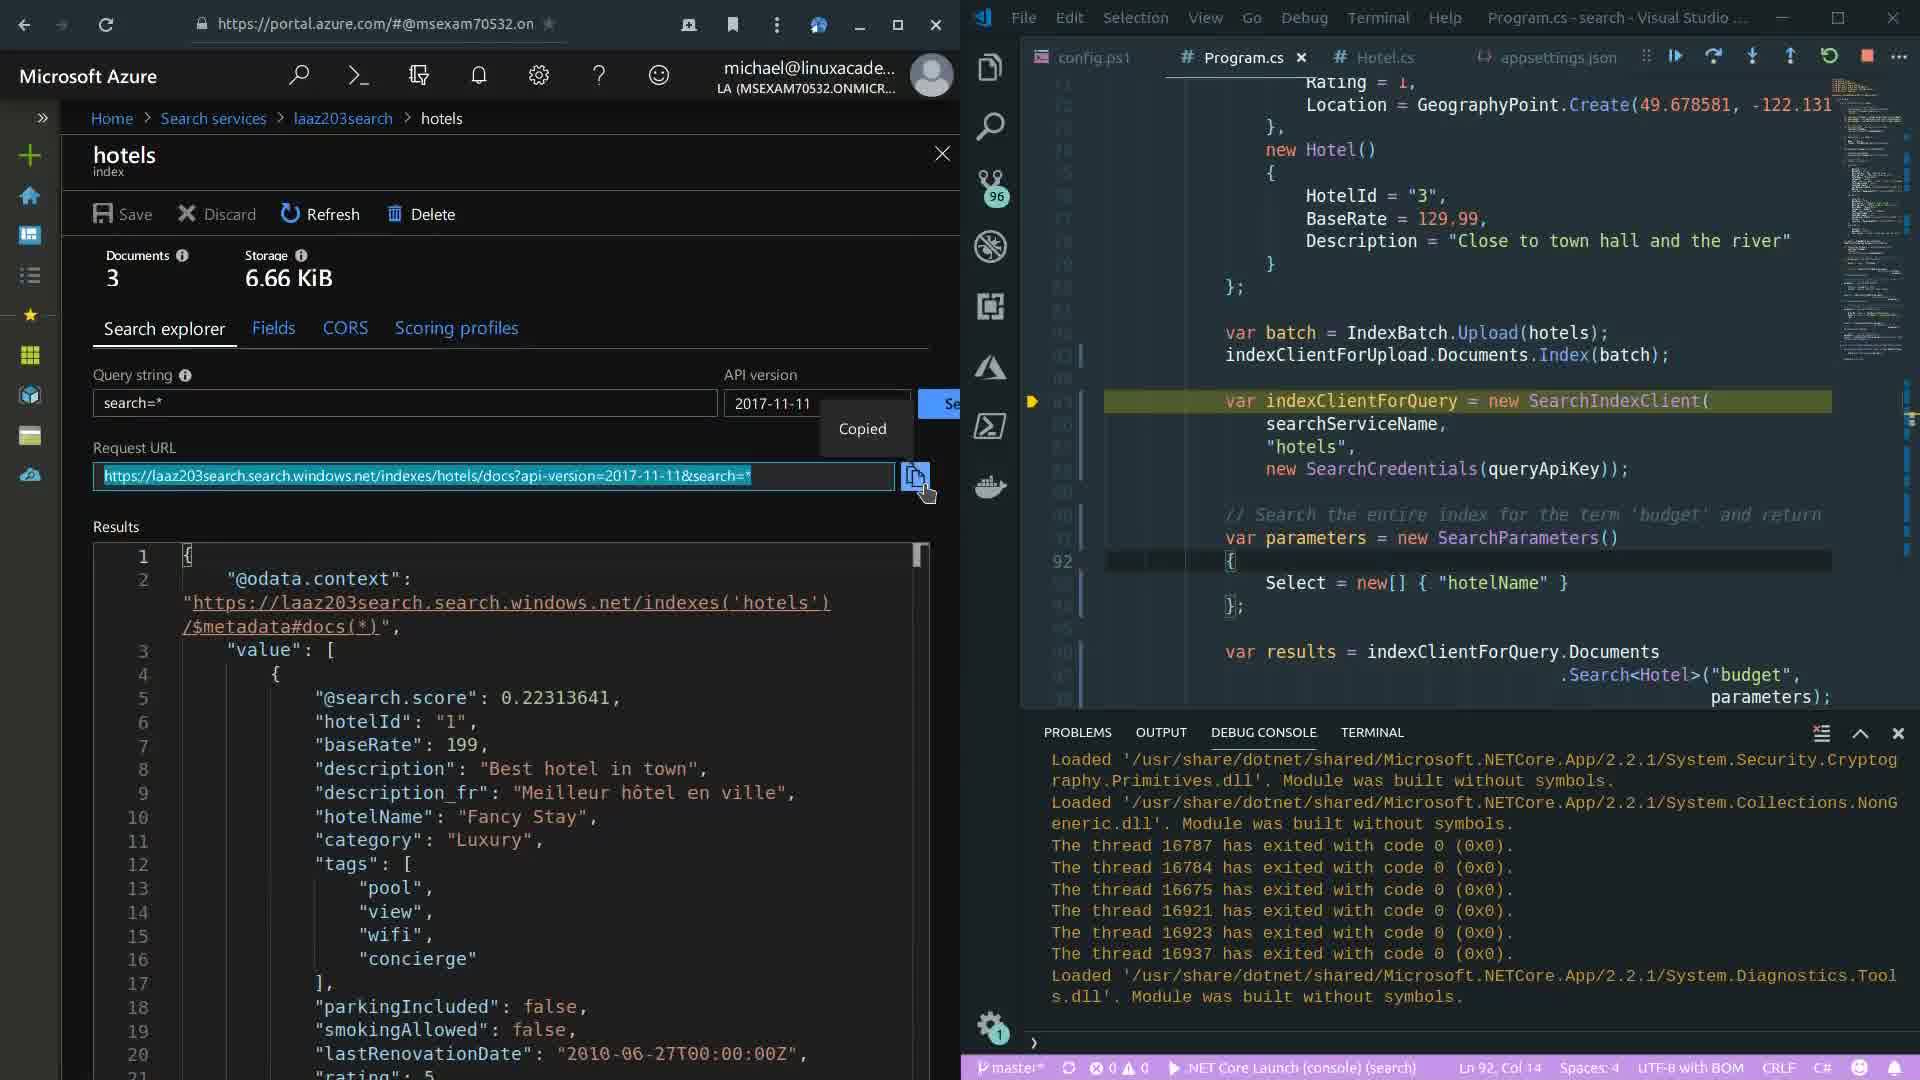 https://portal.azure.com/#@msexam70532.on
Microsoft Azure
michael@linuxacade...
LA (MSEXAM70532.ONMICR...
Home > Search services > laaz203search > hotels
hotels
index
Save
Discard
Refresh
Delete
Documents
Storage
3
6.66 KiB
Search explorer
Fields
CORS
Scoring profiles
Query string
API version
search=*
2017-11-11
Se
Copied
Request URL
https://laaz203search.search.windows.net/indexes/hotels/docs?api-version=2017-11-11&search=*
Results
1 {
2 "@odata.context":
"https://laaz203search.search.windows.net/indexes('hotels')
/$metadata#docs(*)",
3 "value": [
4 {
5 "@search.score": 0.22313641,
6 "hotelId": "1",
7 "baseRate": 199,
8 "description": "Best hotel in town",
9 "description_fr": "Meilleur hôtel en ville",
10 "hotelName": "Fancy Stay",
11 "category": "Luxury",
12 "tags": [
13 "pool",
14 "view",
15 "wifi",
16 "concierge"
17 ],
18 "parkingIncluded": false,
19 "smokingAllowed": false,
20 "lastRenovationDate": "2010-06-27T00:00:00Z",
21 "rating": 5
File Edit Selection View Go Debug Terminal Help
Program.cs - search - Visual Studio ...
config.ps1
# Program.cs
# Hotel.cs
appsettings.json
96
Rating = 1,
Location = GeographyPoint.Create(49.678581, -122.131
},
new Hotel()
{
HotelId = "3",
BaseRate = 129.99,
Description = "Close to town hall and the river"
}
};
var batch = IndexBatch.Upload(hotels);
indexClientForUpload.Documents.Index(batch);
var indexClientForQuery = new SearchIndexClient(
searchServiceName,
"hotels",
new SearchCredentials(queryApiKey));
// Search the entire index for the term 'budget' and return
var parameters = new SearchParameters()
92 {
Select = new[] { "hotelName" }
};
var results = indexClientForQuery.Documents
.Search<Hotel>("budget",
parameters);
PROBLEMS
OUTPUT
DEBUG CONSOLE
TERMINAL
Loaded '/usr/share/dotnet/shared/Microsoft.NETCore.App/2.2.1/System.Security.Cryptog
raphy.Primitives.dll'. Module was built without symbols.
Loaded '/usr/share/dotnet/shared/Microsoft.NETCore.App/2.2.1/System.Collections.NonG
eneric.dll'. Module was built without symbols.
The thread 16787 has exited with code 0 (0x0).
The thread 16784 has exited with code 0 (0x0).
The thread 16675 has exited with code 0 (0x0).
The thread 16921 has exited with code 0 (0x0).
The thread 16923 has exited with code 0 (0x0).
The thread 16937 has exited with code 0 (0x0).
Loaded '/usr/share/dotnet/shared/Microsoft.NETCore.App/2.2.1/System.Diagnostics.Tool
s.dll'. Module was built without symbols.
1
master*
0
0
.NET Core Launch (console) (search)
Ln 92, Col 14
Spaces: 4
UTF-8 with BOM
CRLF
C#